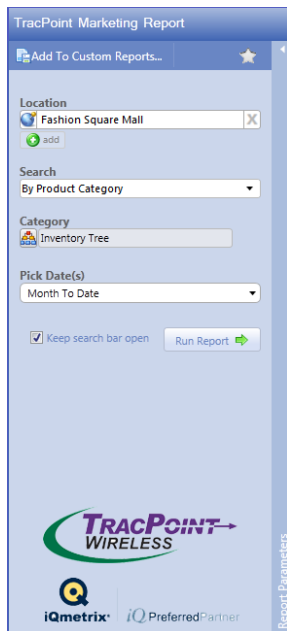 TracPoint Marketing Report
Add To Custom Reports...
Location
Fashion Square Mall
X
add
Search
By Product Category
Category
Inventory Tree
Pick Date(s)
Month To Date
Keep search bar open
Run Report
TRACPOINT
WIRELESS
iQmetrix
iQ PreferredPartner
Report Parameters